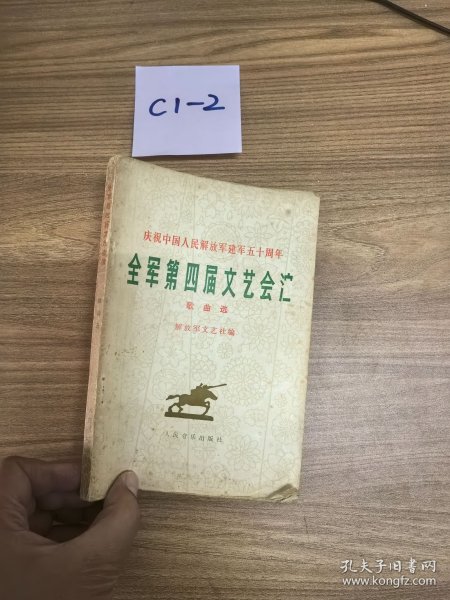 C1-2
庆祝中国人民解放军建军五十周年
全军第四届文艺会汇
歌曲选
解放军文艺社编
人民音乐出版社
孔夫子旧书网
www.kongfz.com